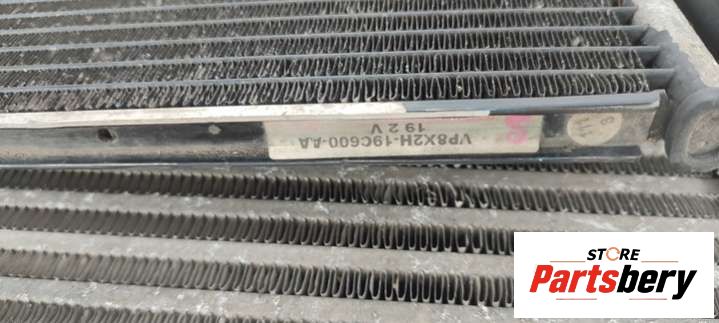 VP8X2H-19C600-AA
19 2 V
STORE
Partsbery